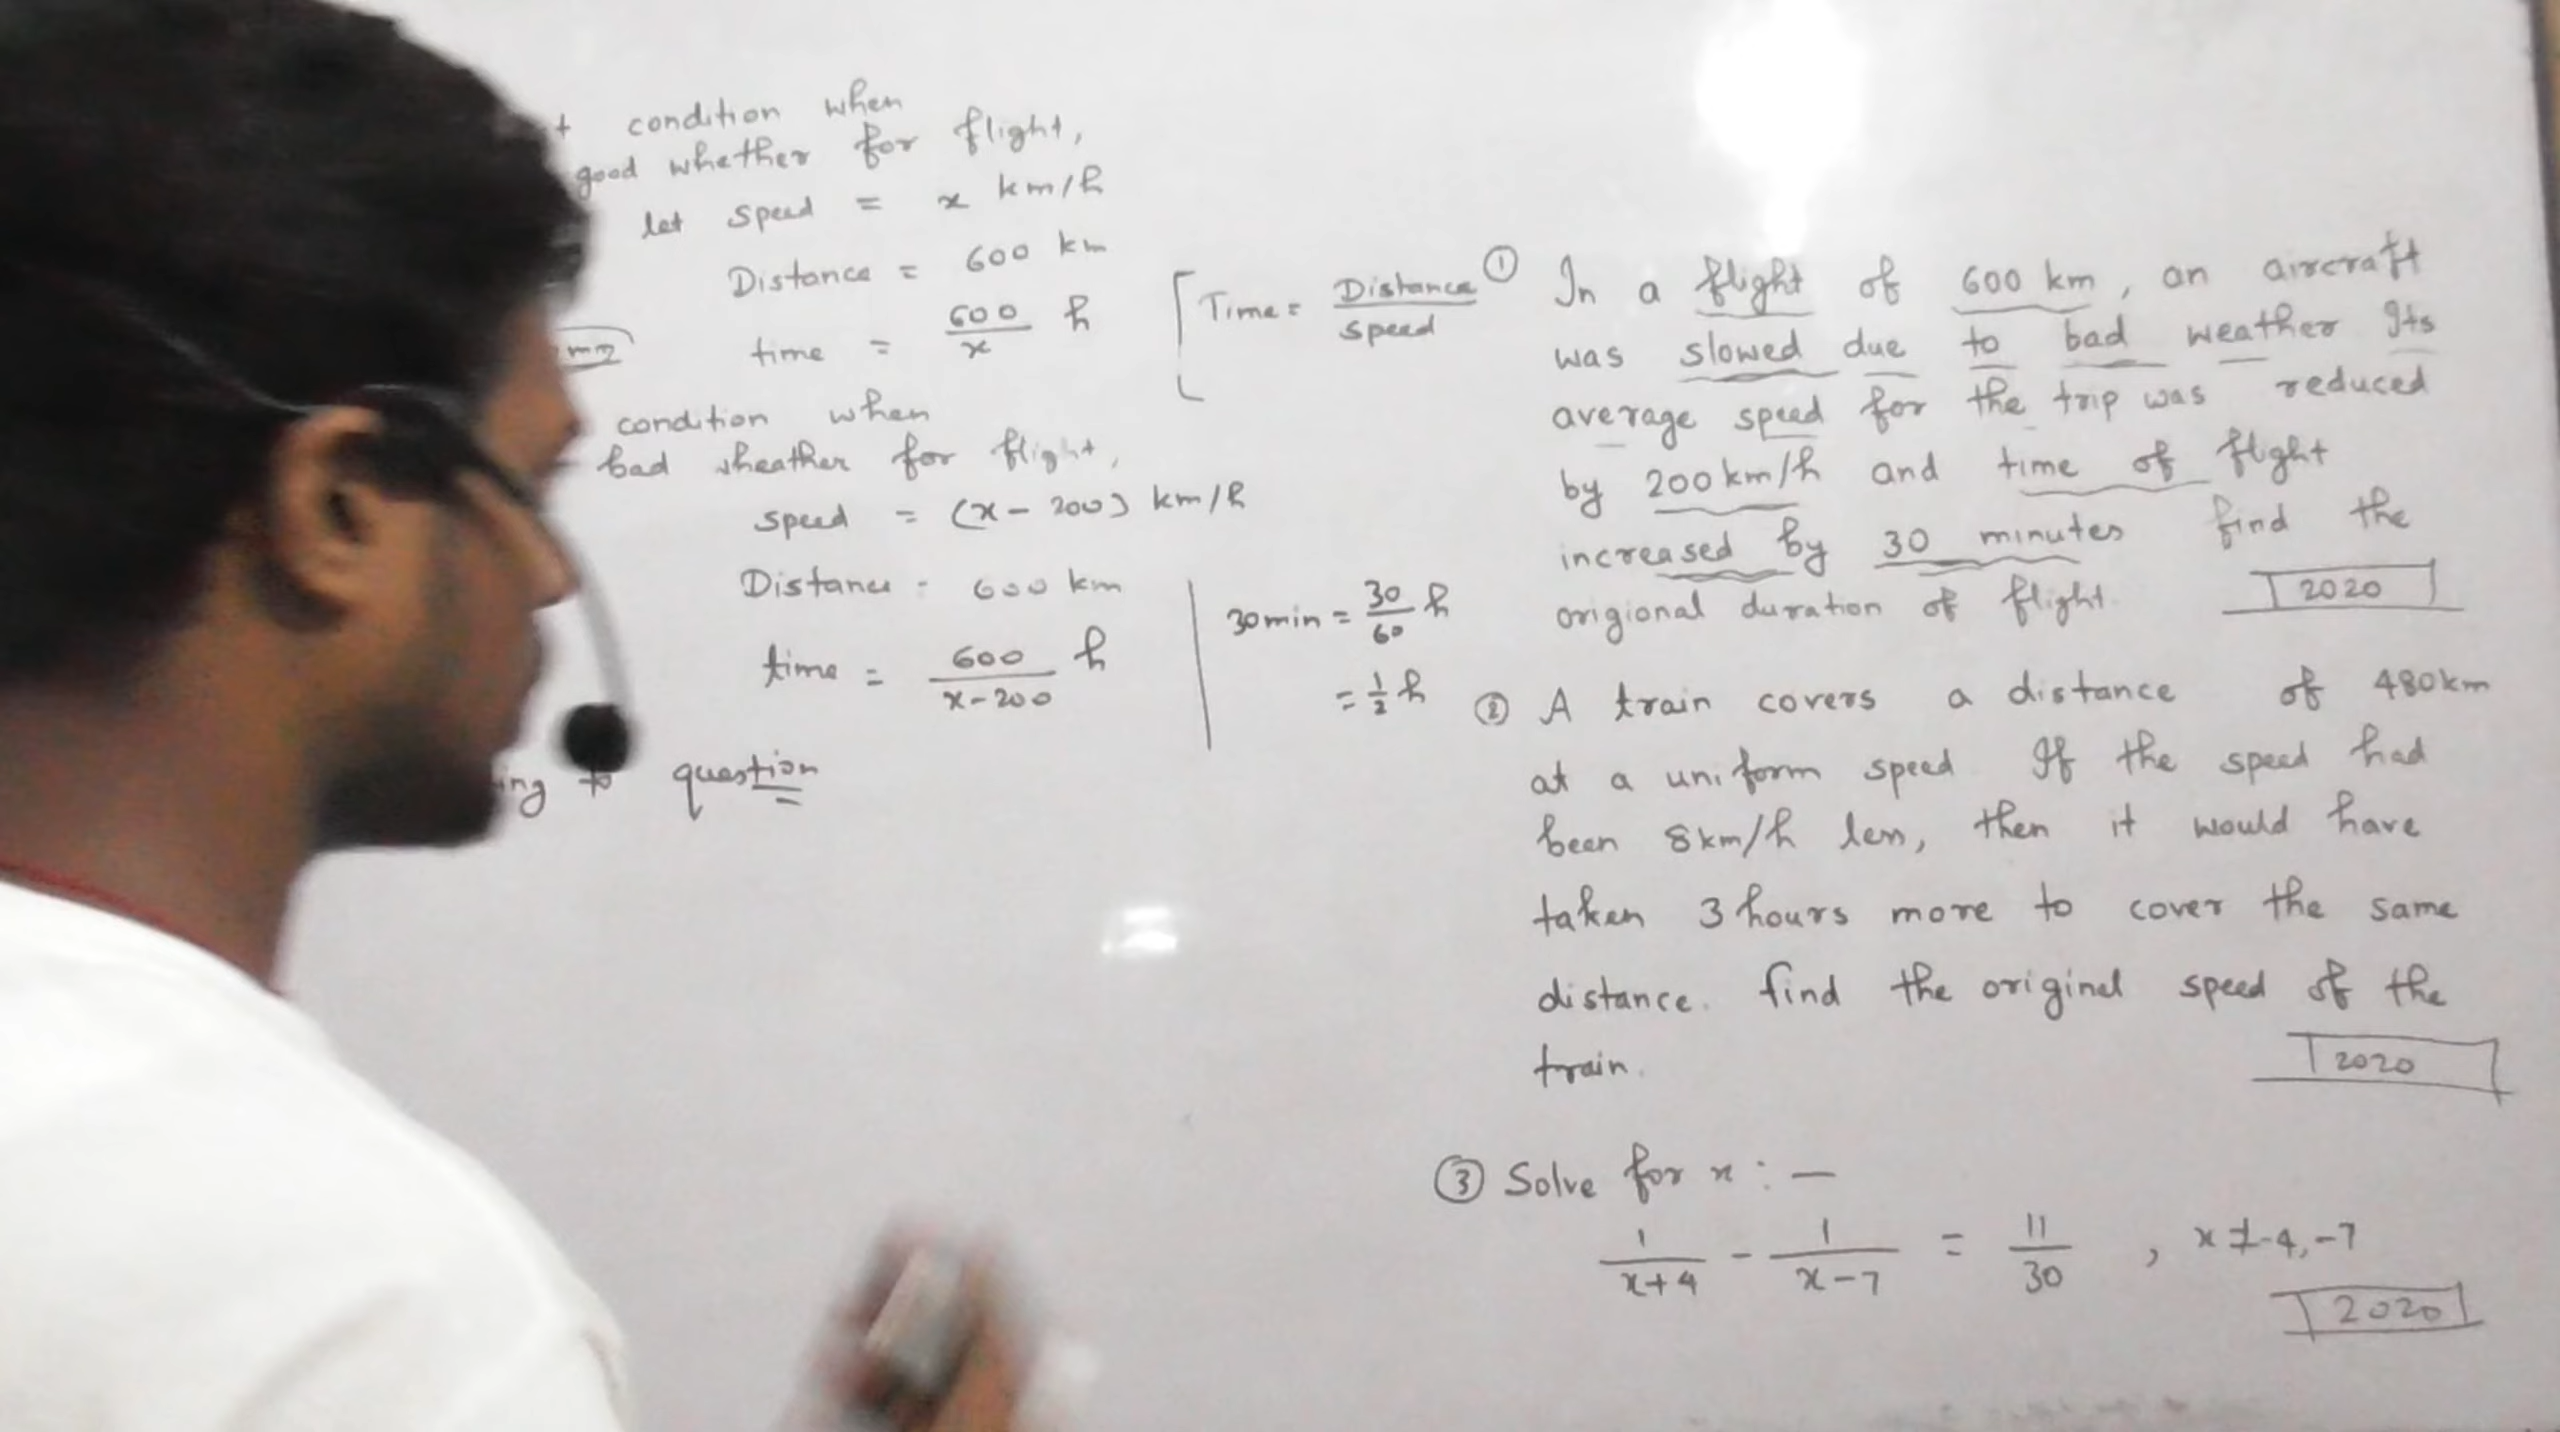 condition when
good whether for flight,
let speed = x km/h
Distance = 600 km
time = 600/x h
[Time = Distance/speed
condition when
bad wheather for flight,
speed = (x - 200) km/h
Distance = 600 km
time = 600/x-200 h
30min = 30/60 h
= 1/2 h
to question
① In a flight of 600 km, an aircraft
was slowed due to bad weather Its
average speed for the trip was reduced
by 200km/h and time of flight
increased by 30 minutes find the
origional duration of flight.
2020
② A train covers a distance of 480km
at a uniform speed If the speed had
been 8km/h less, then it would have
taken 3 hours more to cover the same
distance. find the original speed of the
train.
2020
③ Solve for x : —
1/x+4 - 1/x-7 = 11/30 , x ≠ -4, -7
2020